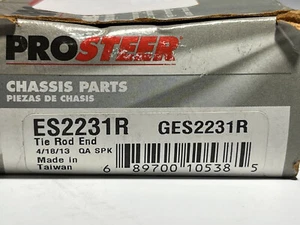 PROSTEER
CHASSIS PARTS
PIEZAS DE CHASIS
ES2231R GES2231R
Tie Rod End
4/18/13 QA SPK
Made in
Taiwan
6 89700 10538 5